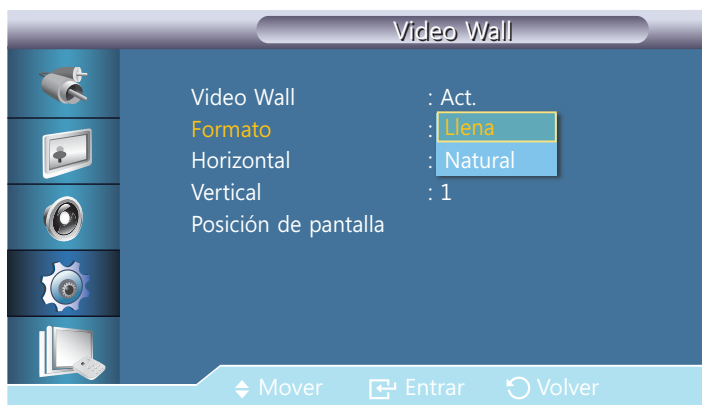 Video Wall
Video Wall : Act.
Formato : Llena
Horizontal : Natural
Vertical : 1
Posición de pantalla
Mover Entrar Volver